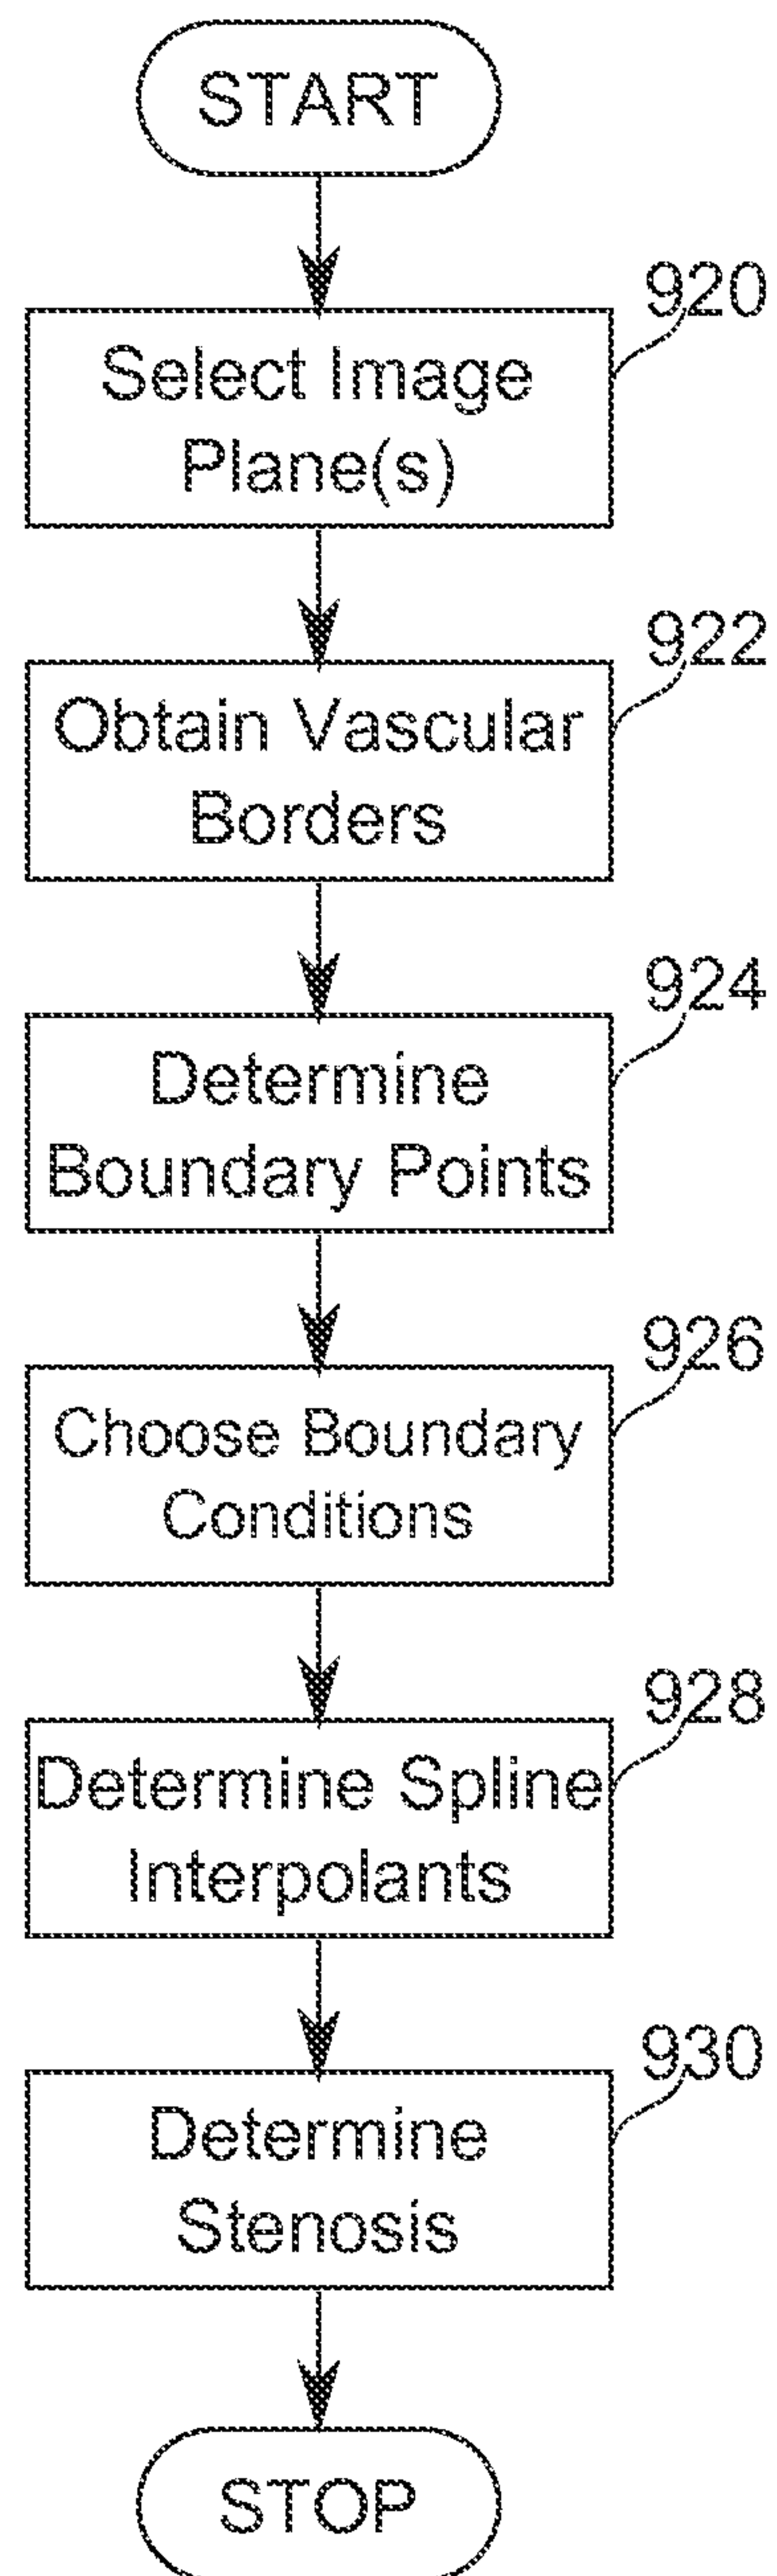 START
920
Select Image
Plane(s)
922
Obtain Vascular
Borders
924
Determine
Boundary Points
926
Choose Boundary
Conditions
928
Determine Spline
Interpolants
930
Determine
Stenosis
STOP